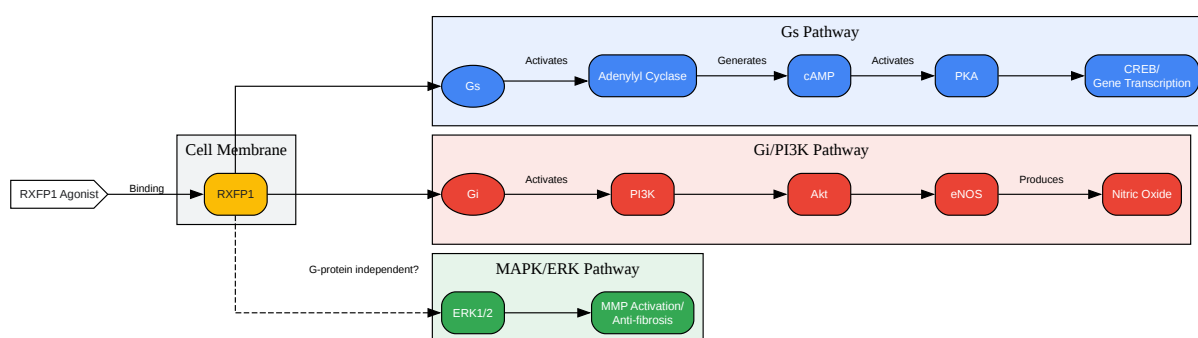 Gs Pathway
Activates
Generates
Activates
Gs
Adenylyl Cyclase
cAMP
PKA
CREB/
Gene Transcription
Cell Membrane
Gi/PI3K Pathway
RXFP1 Agonist
Binding
RXFP1
Gi
Activates
PI3K
Akt
eNOS
Produces
Nitric Oxide
G-protein independent?
MAPK/ERK Pathway
ERK1/2
MMP Activation/
Anti-fibrosis